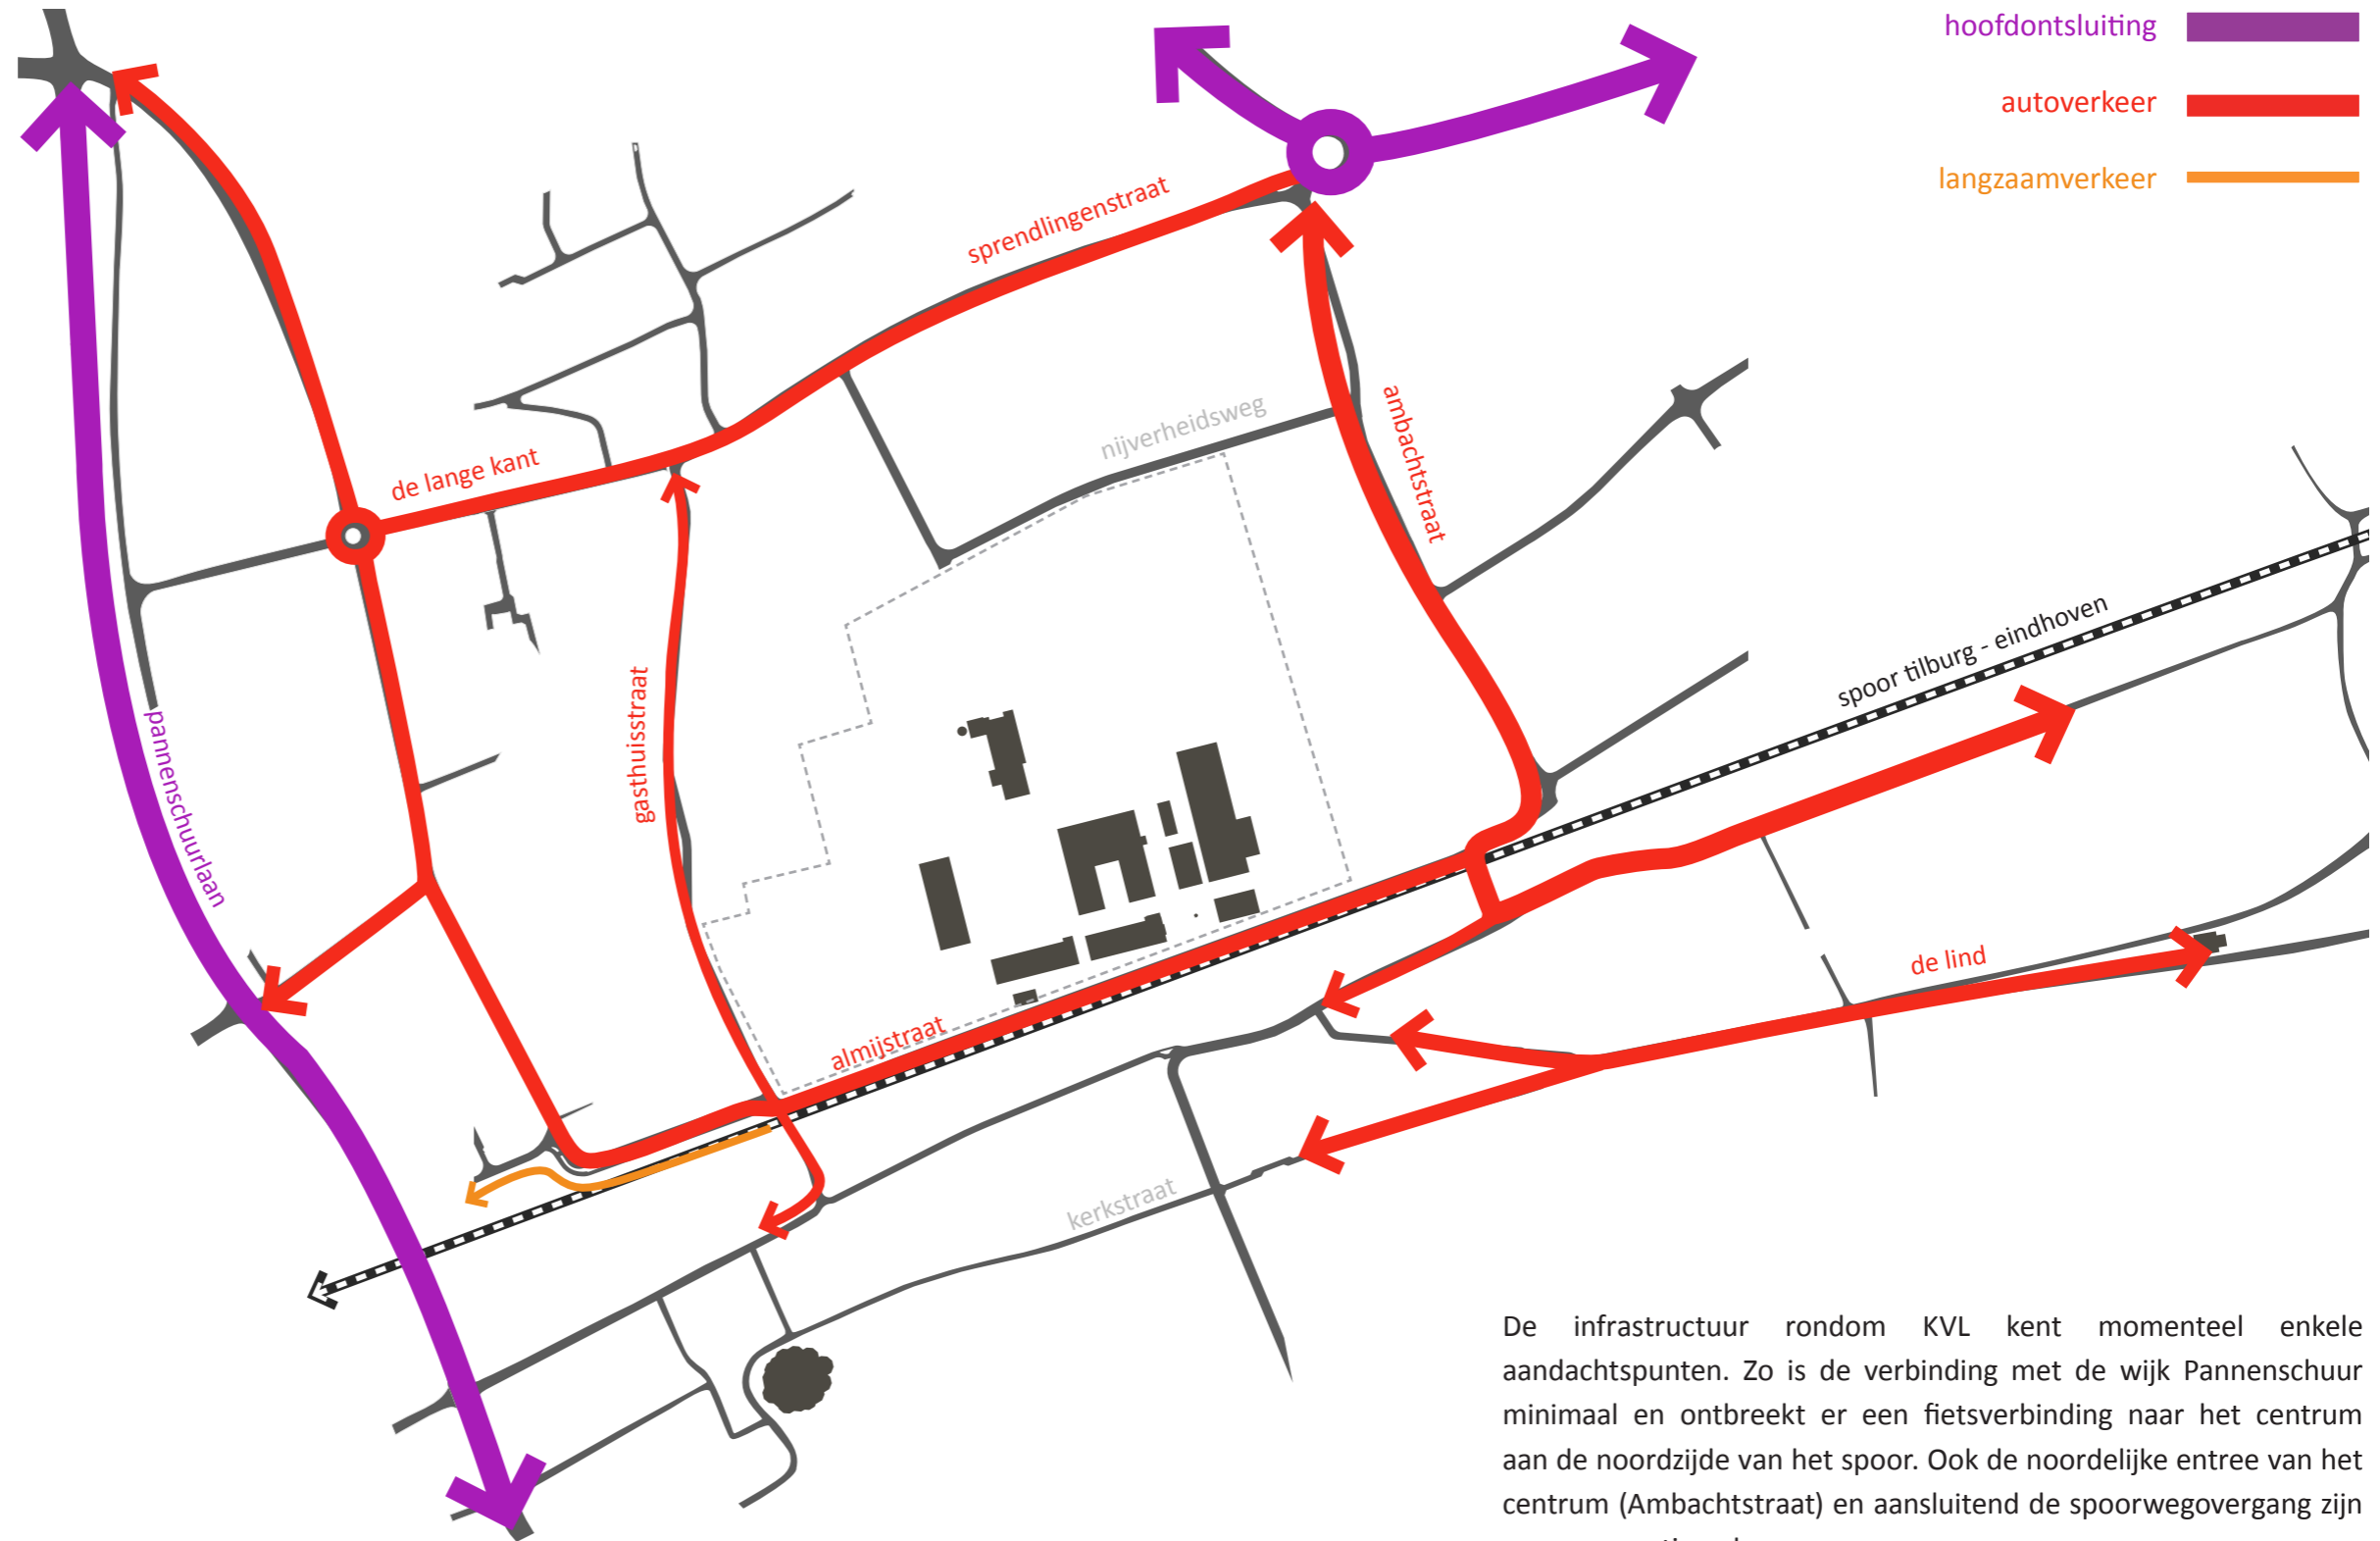 hoofdontsluiting
autoverkeer
langzaamverkeer
sprendlingenstraat
nijverheidsweg
ambachtstraat
de lange kant
spoor tilburg - eindhoven
gasthuisstraat
pannenschuurlaan
de lind
almijstraat
kerkstraat
De infrastructuur rondom KVL kent momenteel enkele
aandachtspunten. Zo is de verbinding met de wijk Pannenschuur
minimaal en ontbreekt er een fietsverbinding naar het centrum
aan de noordzijde van het spoor. Ook de noordelijke entree van het
centrum (Ambachtstraat) en aansluitend de spoorwegovergang zijn